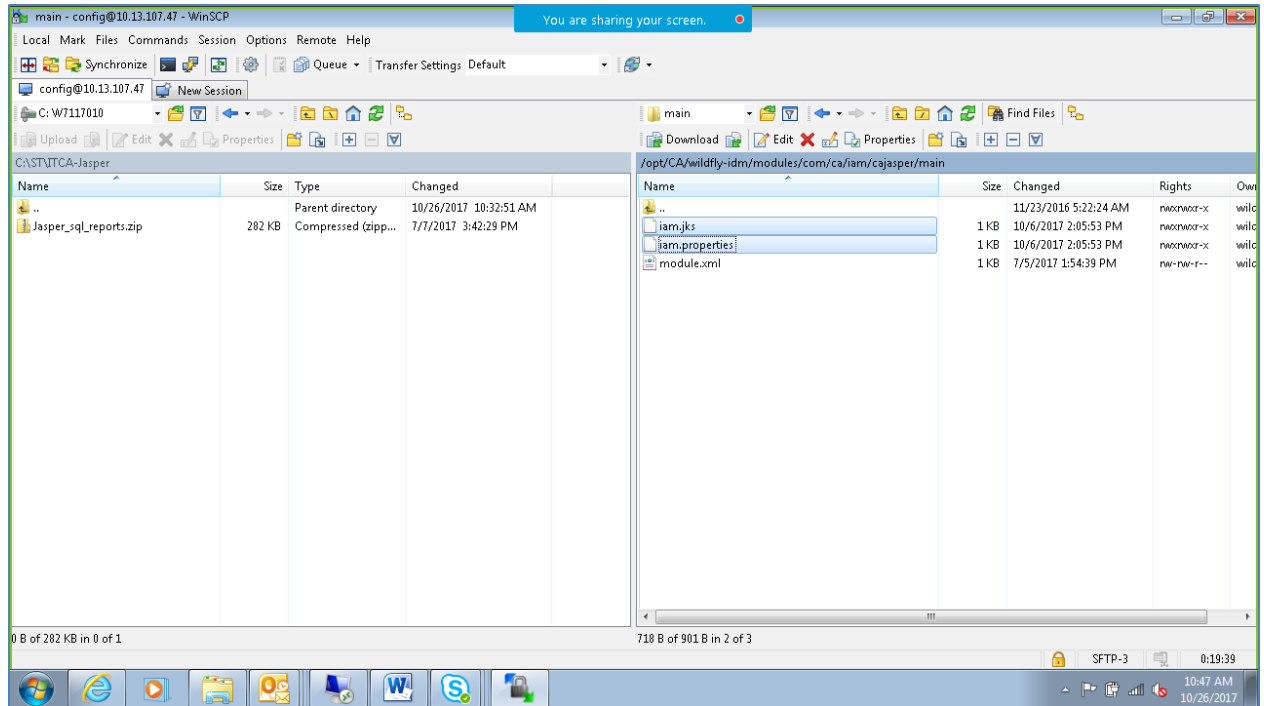 main - config@10.13.107.47 - WinSCP
You are sharing your screen.
Local Mark Files Commands Session Options Remote Help
Synchronize Queue Transfer Settings Default
config@10.13.107.47 New Session
C: W7117010 main Find Files
Upload Edit Properties Download Edit Properties
C:\ST\ITCA-Jasper /opt/CA/wildfly-idm/modules/com/ca/iam/cajasper/main
Name Size Type Changed Name Size Changed Rights Own
.. Parent directory 10/26/2017 10:32:51 AM .. 11/23/2016 5:22:24 AM rwxrwxr-x wilc
Jasper_sql_reports.zip 282 KB Compressed (zipp... 7/7/2017 3:42:29 PM iam.jks 1 KB 10/6/2017 2:05:53 PM rwxrwxr-x wilc
iam.properties 1 KB 10/6/2017 2:05:53 PM rwxrwxr-x wilc
module.xml 1 KB 7/5/2017 1:54:39 PM rw-rw-r-- wilc
0 B of 282 KB in 0 of 1 718 B of 901 B in 2 of 3
SFTP-3 0:19:39
10:47 AM
10/26/2017